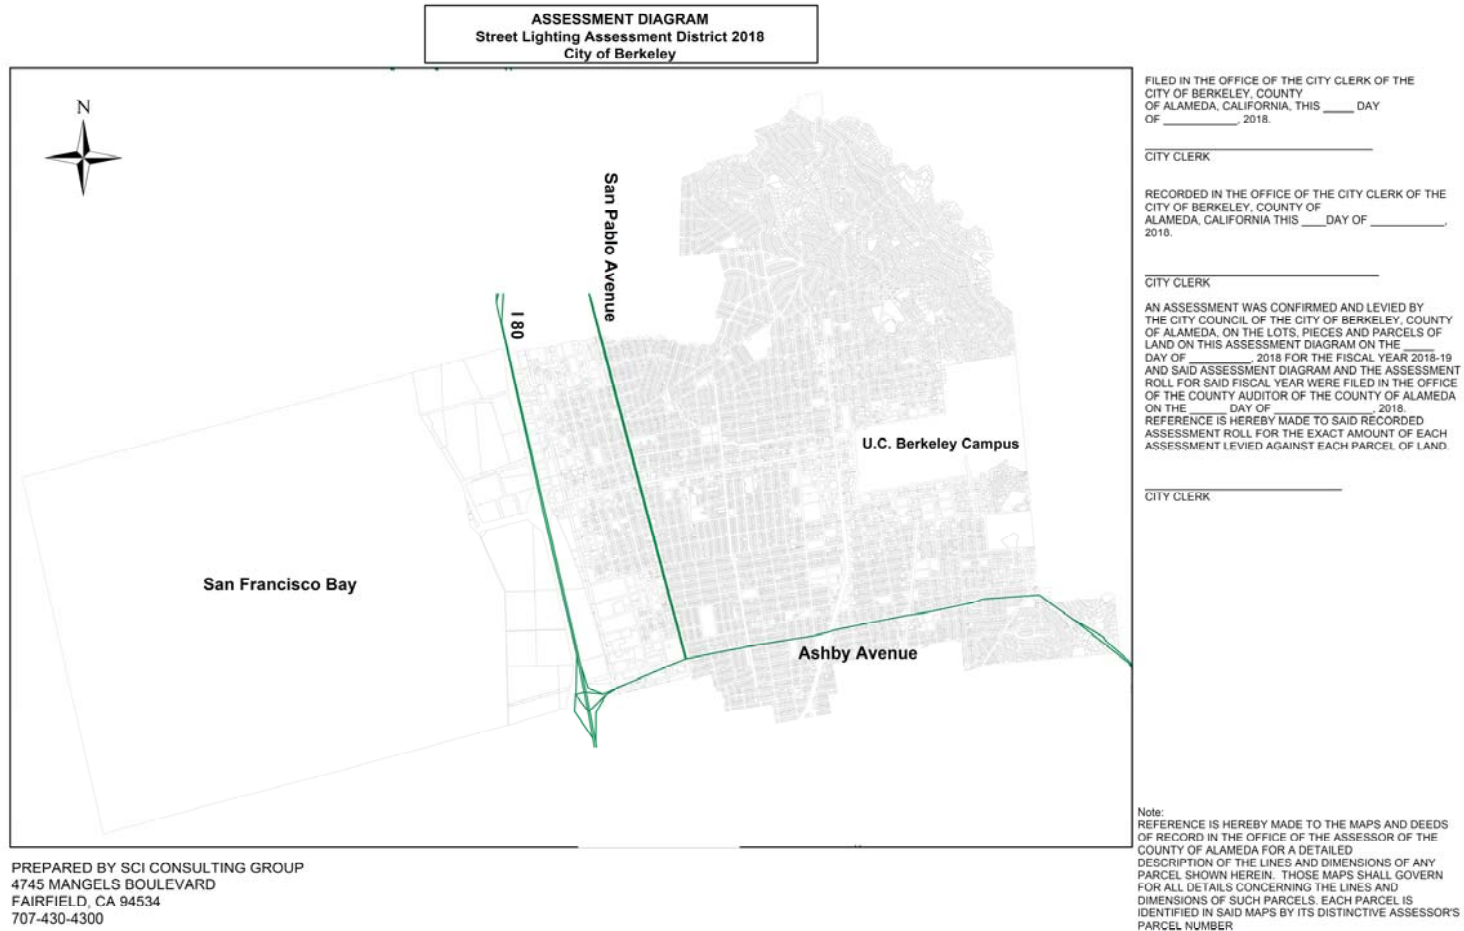 ASSESSMENT DIAGRAM
Street Lighting Assessment District 2018
City of Berkeley
N
San Pablo Avenue
I 80
U.C. Berkeley Campus
San Francisco Bay
Ashby Avenue
FILED IN THE OFFICE OF THE CITY CLERK OF THE
CITY OF BERKELEY, COUNTY
OF ALAMEDA, CALIFORNIA, THIS _____ DAY
OF ____________, 2018.
CITY CLERK
RECORDED IN THE OFFICE OF THE CITY CLERK OF THE
CITY OF BERKELEY, COUNTY OF
ALAMEDA, CALIFORNIA THIS ____DAY OF ____________,
2018.
CITY CLERK
AN ASSESSMENT WAS CONFIRMED AND LEVIED BY
THE CITY COUNCIL OF THE CITY OF BERKELEY, COUNTY
OF ALAMEDA, ON THE LOTS, PIECES AND PARCELS OF
LAND ON THIS ASSESSMENT DIAGRAM ON THE _____
DAY OF __________, 2018 FOR THE FISCAL YEAR 2018-19
AND SAID ASSESSMENT DIAGRAM AND THE ASSESSMENT
ROLL FOR SAID FISCAL YEAR WERE FILED IN THE OFFICE
OF THE COUNTY AUDITOR OF THE COUNTY OF ALAMEDA
ON THE ______ DAY OF ________________, 2018.
REFERENCE IS HEREBY MADE TO SAID RECORDED
ASSESSMENT ROLL FOR THE EXACT AMOUNT OF EACH
ASSESSMENT LEVIED AGAINST EACH PARCEL OF LAND.
CITY CLERK
Note:
REFERENCE IS HEREBY MADE TO THE MAPS AND DEEDS
OF RECORD IN THE OFFICE OF THE ASSESSOR OF THE
COUNTY OF ALAMEDA FOR A DETAILED
DESCRIPTION OF THE LINES AND DIMENSIONS OF ANY
PARCEL SHOWN HEREIN. THOSE MAPS SHALL GOVERN
FOR ALL DETAILS CONCERNING THE LINES AND
DIMENSIONS OF SUCH PARCELS. EACH PARCEL IS
IDENTIFIED IN SAID MAPS BY ITS DISTINCTIVE ASSESSOR'S
PARCEL NUMBER
PREPARED BY SCI CONSULTING GROUP
4745 MANGELS BOULEVARD
FAIRFIELD, CA 94534
707-430-4300